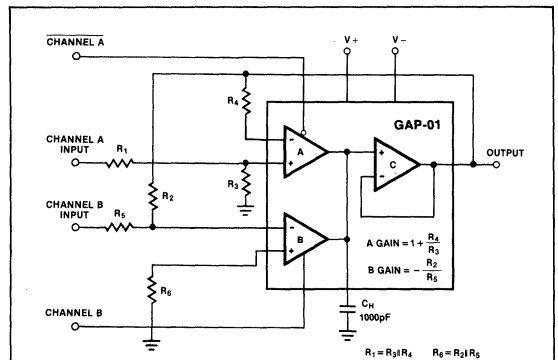 CHANNEL A
V+ V-
R4
GAP-01
CHANNEL A
INPUT
R1
A
C
OUTPUT
R3
R2
CHANNEL B
INPUT
R5
B
A GAIN = 1 + R4/R3
B GAIN = - R2/R5
R6
CH
1000pF
CHANNEL B
R1 = R3∥R4 R6 = R2∥R5